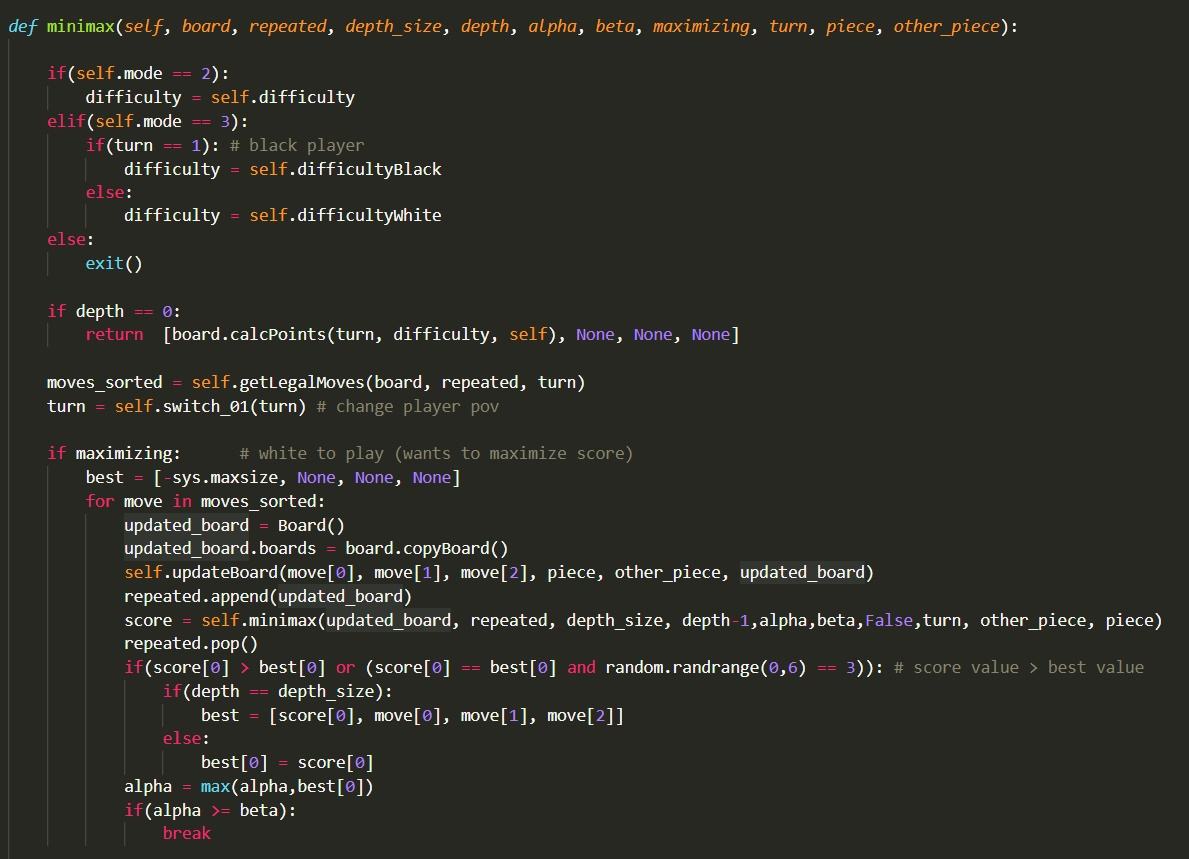 def minimax(self, board, repeated, depth_size, depth, alpha, beta, maximizing, turn, piece, other_piece):
if(self.mode == 2):
difficulty = self.difficulty
elif(self.mode == 3):
if(turn == 1): # black player
difficulty = self.difficultyBlack
else:
difficulty = self.difficultyWhite
else:
exit()
if depth == 0:
return  [board.calcPoints(turn, difficulty, self), None, None, None]
moves_sorted = self.getLegalMoves(board, repeated, turn)
turn = self.switch_01(turn) # change player pov
if maximizing:      # white to play (wants to maximize score)
best = [-sys.maxsize, None, None, None]
for move in moves_sorted:
updated_board = Board()
updated_board.boards = board.copyBoard()
self.updateBoard(move[0], move[1], move[2], piece, other_piece, updated_board)
repeated.append(updated_board)
score = self.minimax(updated_board, repeated, depth_size, depth-1,alpha,beta,False,turn, other_piece, piece)
repeated.pop()
if(score[0] > best[0] or (score[0] == best[0] and random.randrange(0,6) == 3)): # score value > best value
if(depth == depth_size):
best = [score[0], move[0], move[1], move[2]]
else:
best[0] = score[0]
alpha = max(alpha,best[0])
if(alpha >= beta):
break